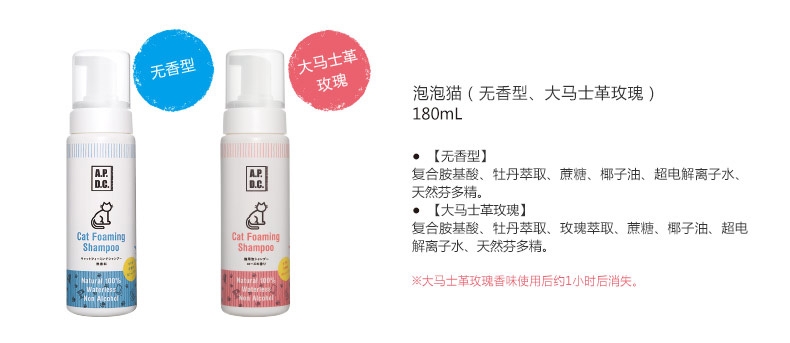 无香型
大马士革
玫瑰
A.P.
D.C.
Cat Foaming
Shampoo
Natural 100%
Waterless
Non Alcohol
A.P.
D.C.
Cat Foaming
Shampoo
Natural 100%
Waterless
Non Alcohol
泡泡猫（无香型、大马士革玫瑰）
180mL
● 【无香型】
复合胺基酸、牡丹萃取、蔗糖、椰子油、超电解离子水、
天然芬多精。
● 【大马士革玫瑰】
复合胺基酸、牡丹萃取、玫瑰萃取、蔗糖、椰子油、超电
解离子水、天然芬多精。
※大马士革玫瑰香味使用后约1小时后消失。